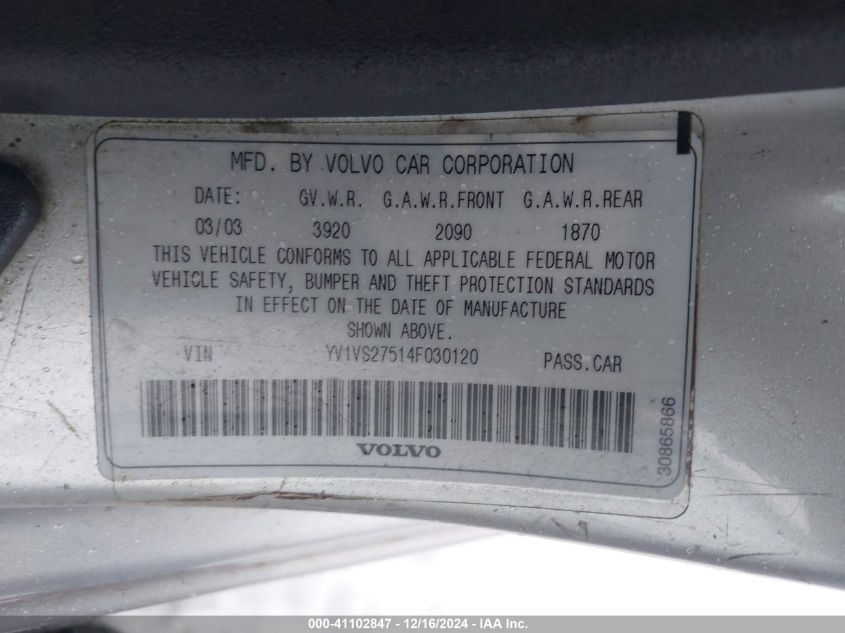 MFD. BY VOLVO CAR CORPORATION
DATE: GV.W.R. G.A.W.R.FRONT G.A.W.R.REAR
03/03 3920 2090 1870
THIS VEHICLE CONFORMS TO ALL APPLICABLE FEDERAL MOTOR
VEHICLE SAFETY, BUMPER AND THEFT PROTECTION STANDARDS
IN EFFECT ON THE DATE OF MANUFACTURE
SHOWN ABOVE.
VIN YV1VS27514F030120 PASS.CAR
VOLVO
30865866
000-41102847 - 12/16/2024 - IAA Inc.